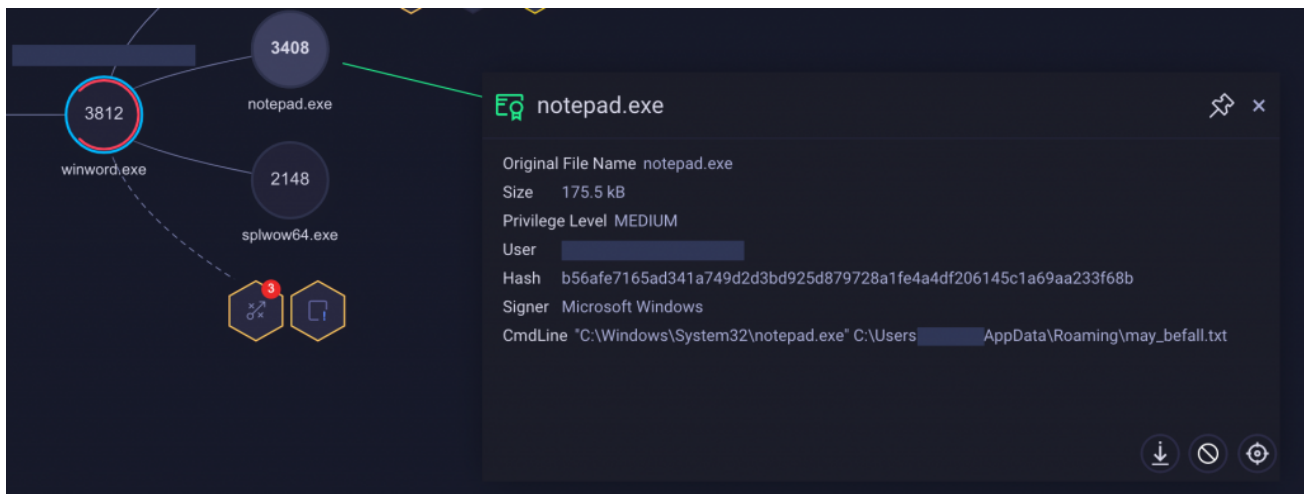 3408
notepad.exe
3812
winword.exe
2148
splwow64.exe
3
notepad.exe
Original File Name notepad.exe
Size 175.5 kB
Privilege Level MEDIUM
User
Hash b56afe7165ad341a749d2d3bd925d879728a1fe4a4df206145c1a69aa233f68b
Signer Microsoft Windows
CmdLine "C:\Windows\System32\notepad.exe" C:\Users AppData\Roaming\may_befall.txt